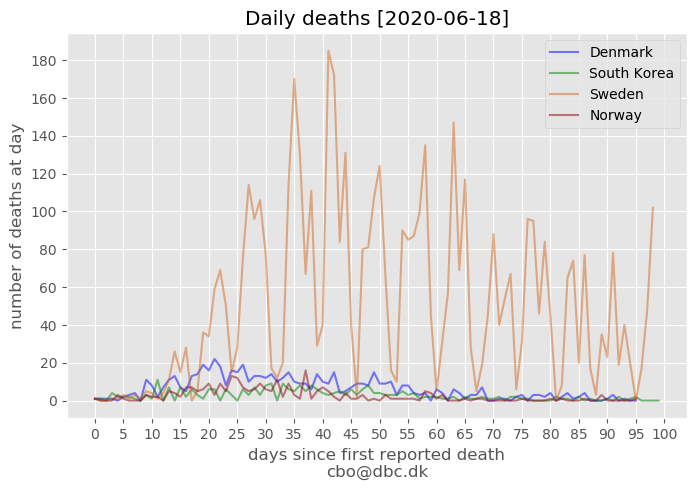 Daily deaths [2020-06-18]
Denmark
South Korea
Sweden
Norway
number of deaths at day
180
160
140
120
100
80
60
40
20
0
0 5 10 15 20 25 30 35 40 45 50 55 60 65 70 75 80 85 90 95 100
days since first reported death
cbo@dbc.dk